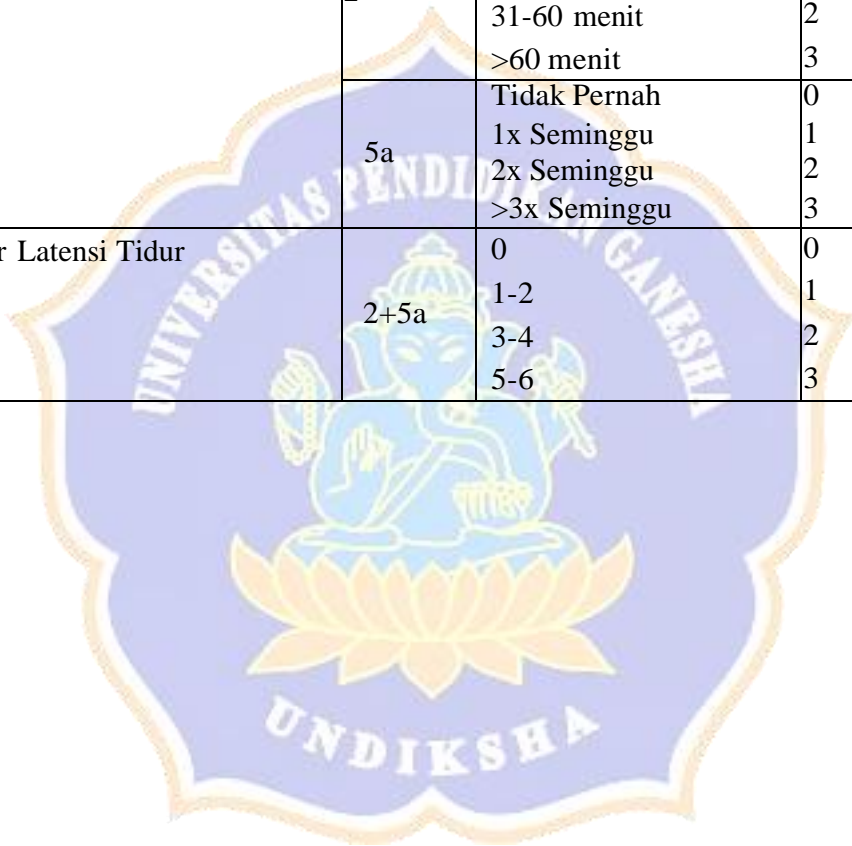 31-60 menit 2
>60 menit 3
Tidak Pernah 0
5a 1x Seminggu 1
2x Seminggu 2
>3x Seminggu 3
r Latensi Tidur 0 0
2+5a 1-2 1
3-4 2
5-6 3
UNIVERSITAS PENDIDIKAN GANESHA
UNDIKSHA